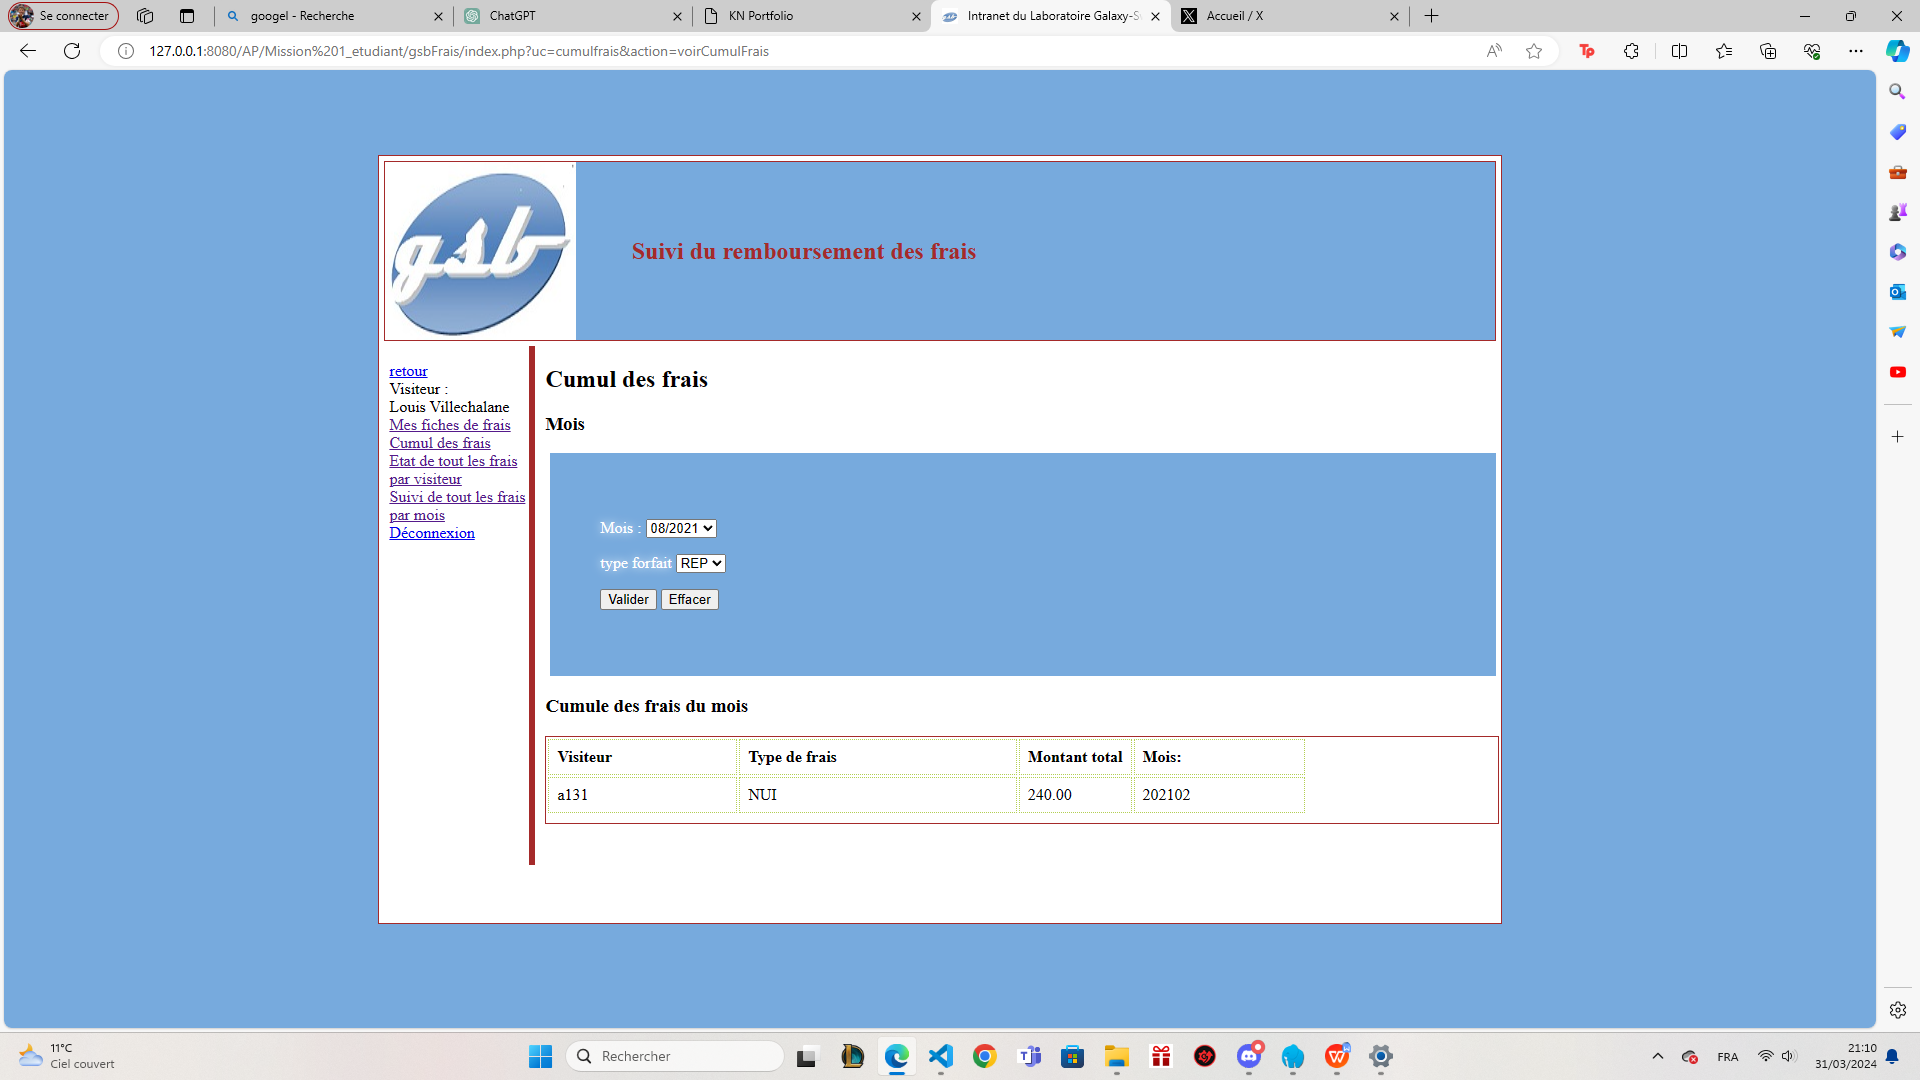 Se connecter
googel - Recherche
ChatGPT
KN Portfolio
Intranet du Laboratoire Galaxy-S
Accueil / X
127.0.0.1:8080/AP/Mission%201_etudiant/gsbFrais/index.php?uc=cumulfrais&action=voirCumulFrais
gsb
Suivi du remboursement des frais
retour
Visiteur :
Louis Villechalane
Mes fiches de frais
Cumul des frais
Etat de tout les frais
par visiteur
Suivi de tout les frais
par mois
Déconnexion
Cumul des frais
Mois
Mois : 08/2021
type forfait REP
Valider Effacer
Cumule des frais du mois
Visiteur Type de frais Montant total Mois:
a131 NUI 240.00 202102
11°C
Ciel couvert
Rechercher
FRA
21:10
31/03/2024